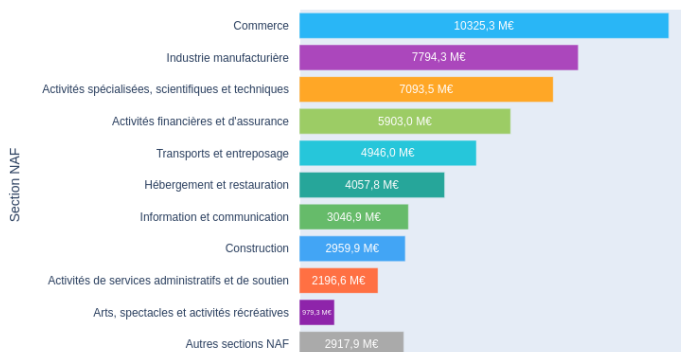 Section NAF
Commerce 10325,3 M€
Industrie manufacturière 7794,3 M€
Activités spécialisées, scientifiques et techniques 7093,5 M€
Activités financières et d'assurance 5903,0 M€
Transports et entreposage 4946,0 M€
Hébergement et restauration 4057,8 M€
Information et communication 3046,9 M€
Construction 2959,9 M€
Activités de services administratifs et de soutien 2196,6 M€
Arts, spectacles et activités récréatives 979,3 M€
Autres sections NAF 2917,9 M€